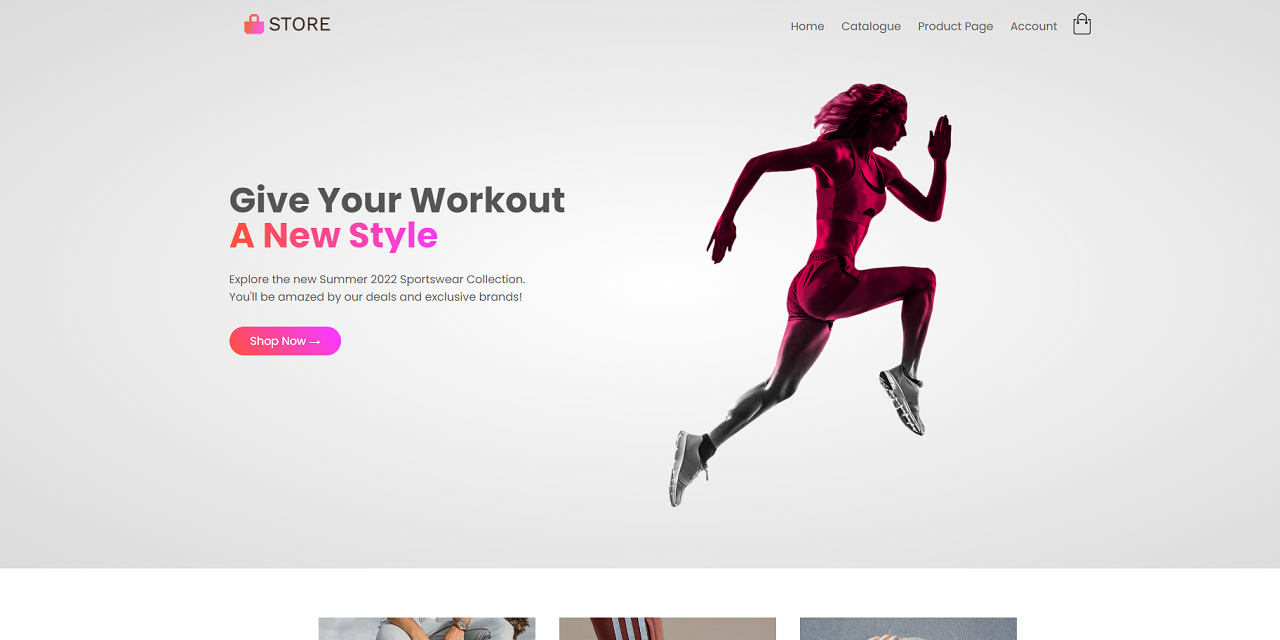 STORE
Home Catalogue Product Page Account
Give Your Workout
A New Style
Explore the new Summer 2022 Sportswear Collection.
You'll be amazed by our deals and exclusive brands!
Shop Now →